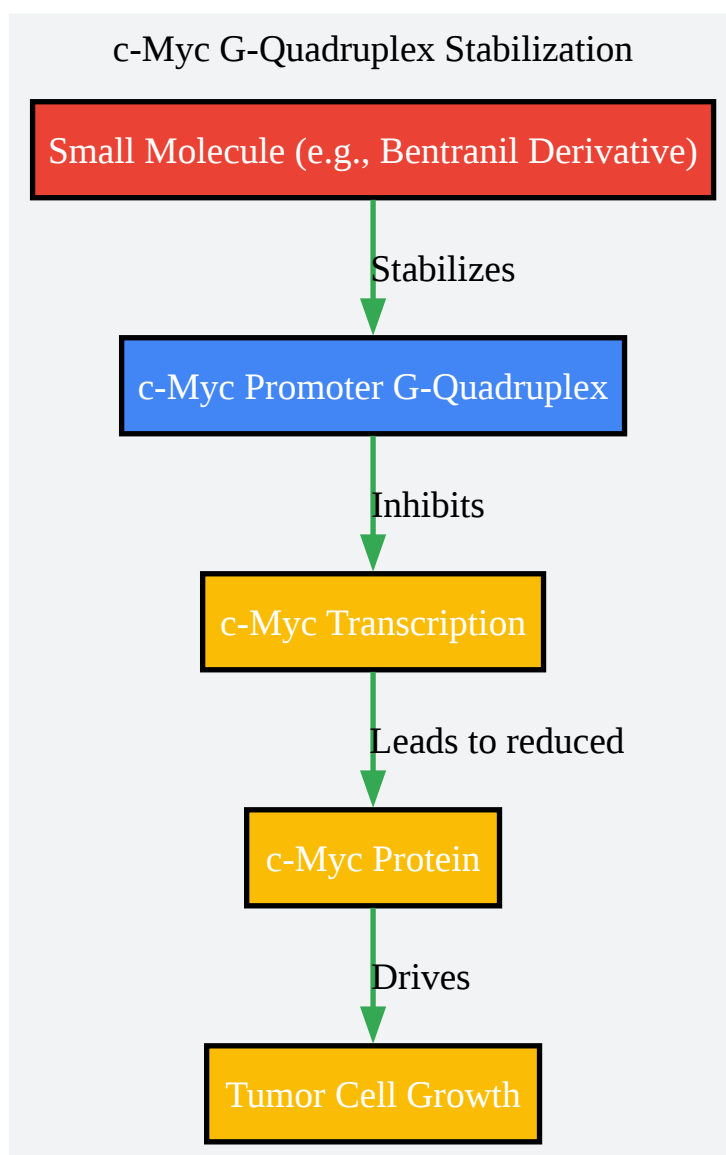 c-Myc G-Quadruplex Stabilization
Small Molecule (e.g., Bentranil Derivative)
Stabilizes
c-Myc Promoter G-Quadruplex
Inhibits
c-Myc Transcription
Leads to reduced
c-Myc Protein
Drives
Tumor Cell Growth